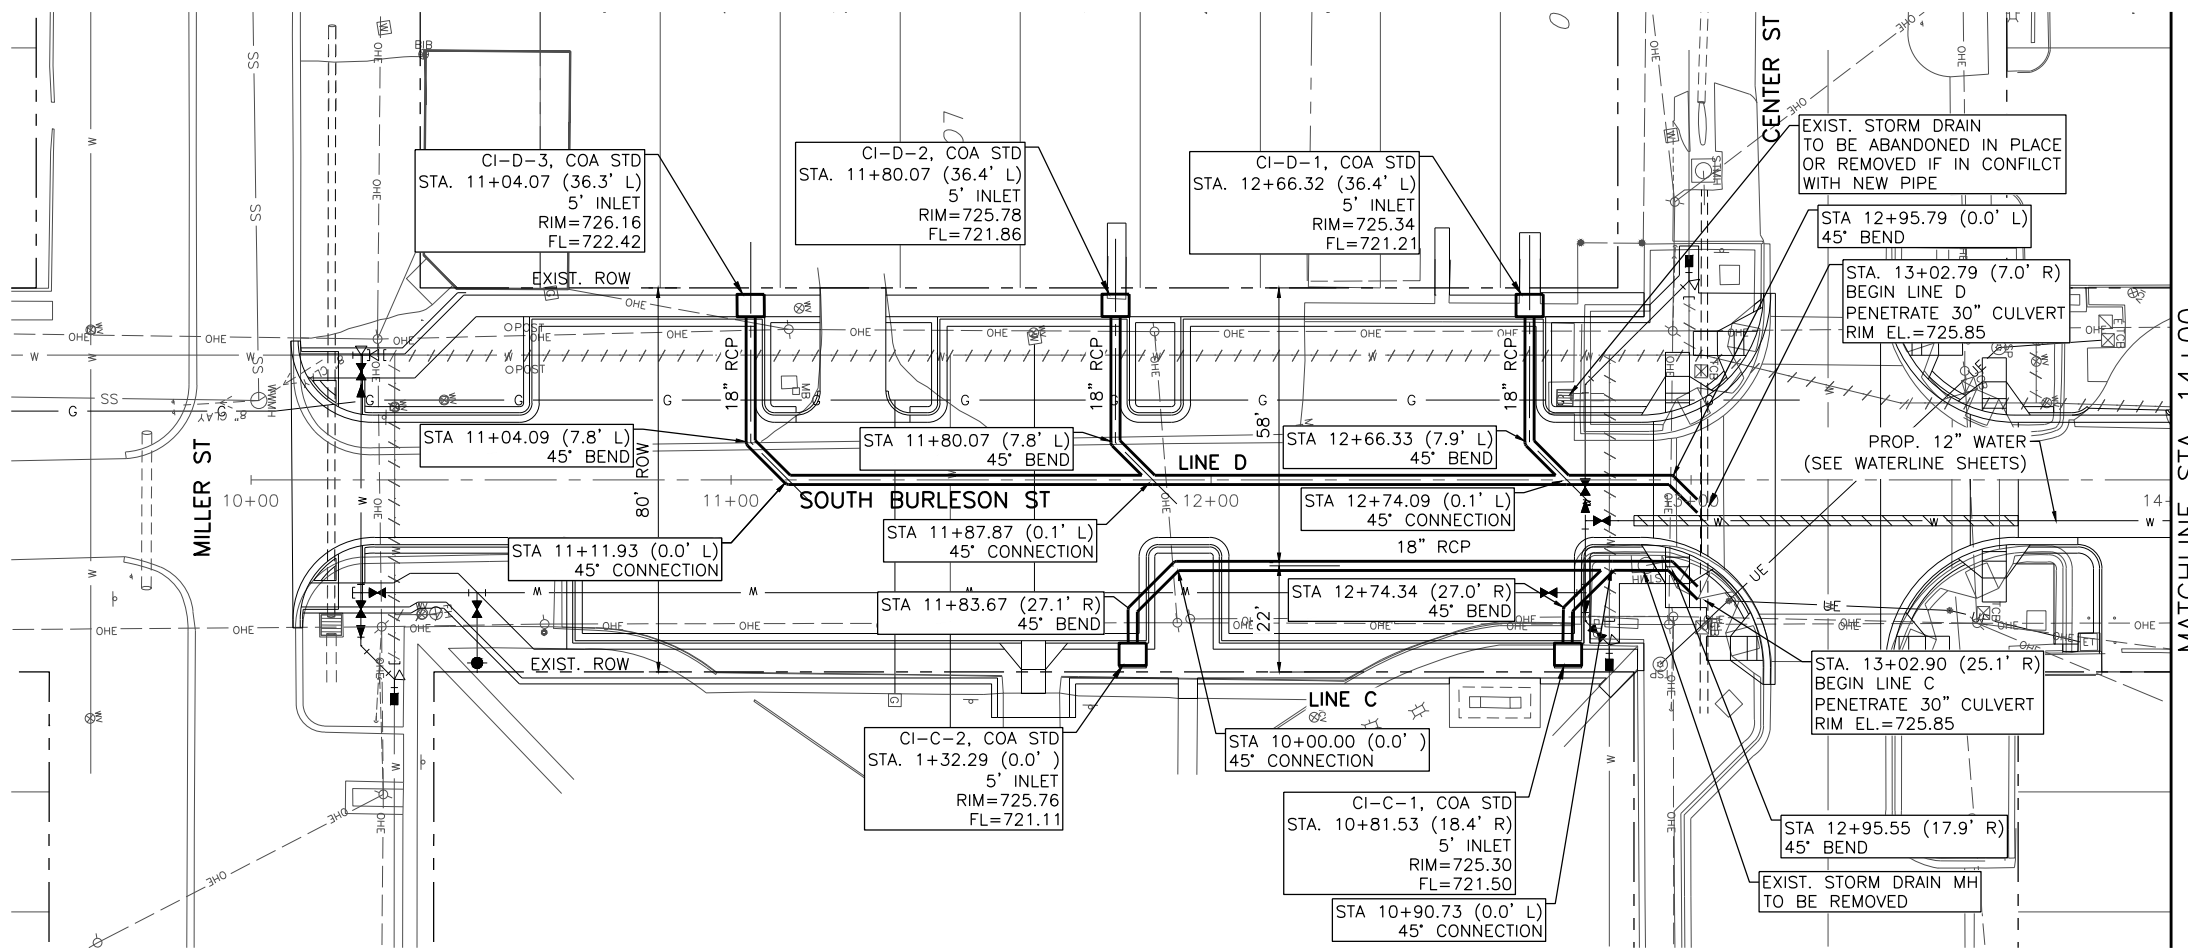 CENTER ST
BIB
EXIST. STORM DRAIN
TO BE ABANDONED IN PLACE
OR REMOVED IF IN CONFILCT
WITH NEW PIPE
CI-D-3, COA STD
STA. 11+04.07 (36.3' L)
5' INLET
RIM=726.16
FL=722.42
CI-D-2, COA STD
STA. 11+80.07 (36.4' L)
5' INLET
RIM=725.78
FL=721.86
CI-D-1, COA STD
STA. 12+66.32 (36.4' L)
5' INLET
RIM=725.34
FL=721.21
STMH
STA 12+95.79 (0.0' L)
45° BEND
STA. 13+02.79 (7.0' R)
BEGIN LINE D
PENETRATE 30" CULVERT
RIM EL.=725.85
EXIST. ROW
POST
POST
18" RCP
18" RCP
18" RCP
MB
WWMH
8" CLAY
58'
80' ROW
STA 11+04.09 (7.8' L)
45° BEND
STA 11+80.07 (7.8' L)
45° BEND
STA 12+66.33 (7.9' L)
45° BEND
PROP. 12" WATER
(SEE WATERLINE SHEETS)
MILLER ST
LINE D
10+00
11+00
SOUTH BURLESON ST
12+00
STA 12+74.09 (0.1' L)
45° CONNECTION
STA 11+87.87 (0.1' L)
45° CONNECTION
STA 11+11.93 (0.0' L)
45° CONNECTION
18" RCP
MATCHLINE STA. 14+00
UE
UE
STA 11+83.67 (27.1' R)
45° BEND
STA 12+74.34 (27.0' R)
45° BEND
22'
EXIST. ROW
LINE C
STA. 13+02.90 (25.1' R)
BEGIN LINE C
PENETRATE 30" CULVERT
RIM EL.=725.85
CI-C-2, COA STD
STA. 1+32.29 (0.0' )
5' INLET
RIM=725.76
FL=721.11
STA 10+00.00 (0.0' )
45° CONNECTION
CI-C-1, COA STD
STA. 10+81.53 (18.4' R)
5' INLET
RIM=725.30
FL=721.50
STA 12+95.55 (17.9' R)
45° BEND
EXIST. STORM DRAIN MH
TO BE REMOVED
STA 10+90.73 (0.0' L)
45° CONNECTION